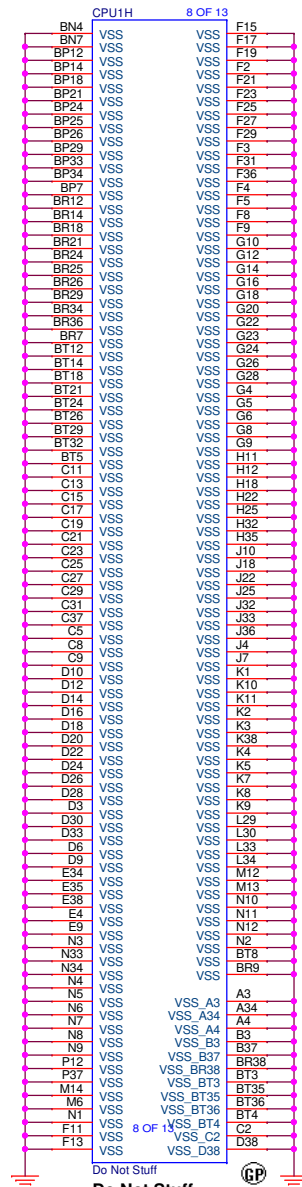 CPU1H 8 OF 13
BN4 VSS VSS F15
BN7 VSS VSS F17
BP12 VSS VSS F19
BP14 VSS VSS F2
BP18 VSS VSS F21
BP21 VSS VSS F23
BP24 VSS VSS F25
BP25 VSS VSS F27
BP26 VSS VSS F29
BP29 VSS VSS F3
BP33 VSS VSS F31
BP34 VSS VSS F36
BP7 VSS VSS F4
BR12 VSS VSS F5
BR14 VSS VSS F8
BR18 VSS VSS F9
BR21 VSS VSS G10
BR24 VSS VSS G12
BR25 VSS VSS G14
BR26 VSS VSS G16
BR29 VSS VSS G18
BR34 VSS VSS G20
BR36 VSS VSS G22
BR7 VSS VSS G23
BT12 VSS VSS G24
BT14 VSS VSS G26
BT18 VSS VSS G28
BT21 VSS VSS G4
BT24 VSS VSS G5
BT26 VSS VSS G6
BT29 VSS VSS G8
BT32 VSS VSS G9
BT5 VSS VSS H11
C11 VSS VSS H12
C13 VSS VSS H18
C15 VSS VSS H22
C17 VSS VSS H25
C19 VSS VSS H32
C21 VSS VSS H35
C23 VSS VSS J10
C25 VSS VSS J18
C27 VSS VSS J22
C29 VSS VSS J25
C31 VSS VSS J32
C37 VSS VSS J33
C5 VSS VSS J36
C8 VSS VSS J4
C9 VSS VSS J7
D10 VSS VSS K1
D12 VSS VSS K10
D14 VSS VSS K11
D16 VSS VSS K2
D18 VSS VSS K3
D20 VSS VSS K38
D22 VSS VSS K4
D24 VSS VSS K5
D26 VSS VSS K7
D28 VSS VSS K8
D3 VSS VSS K9
D30 VSS VSS L29
D33 VSS VSS L30
D6 VSS VSS L33
D9 VSS VSS L34
E34 VSS VSS M12
E35 VSS VSS M13
E38 VSS VSS N10
E4 VSS VSS N11
E9 VSS VSS N12
N3 VSS VSS N2
N33 VSS VSS BT8
N34 VSS VSS BR9
N4 VSS
N5 VSS VSS_A3 A3
N6 VSS VSS_A34 A34
N7 VSS VSS_A4 A4
N8 VSS VSS_B3 B3
N9 VSS VSS_B37 B37
P12 VSS VSS_BR38 BR38
P37 VSS VSS_BT3 BT3
M14 VSS VSS_BT35 BT35
M6 VSS VSS_BT36 BT36
N1 VSS VSS_BT4 BT4
F11 VSS 8 OF 13 VSS_C2 C2
F13 VSS VSS_D38 D38
Do Not Stuff
Do Not Stuff
GP